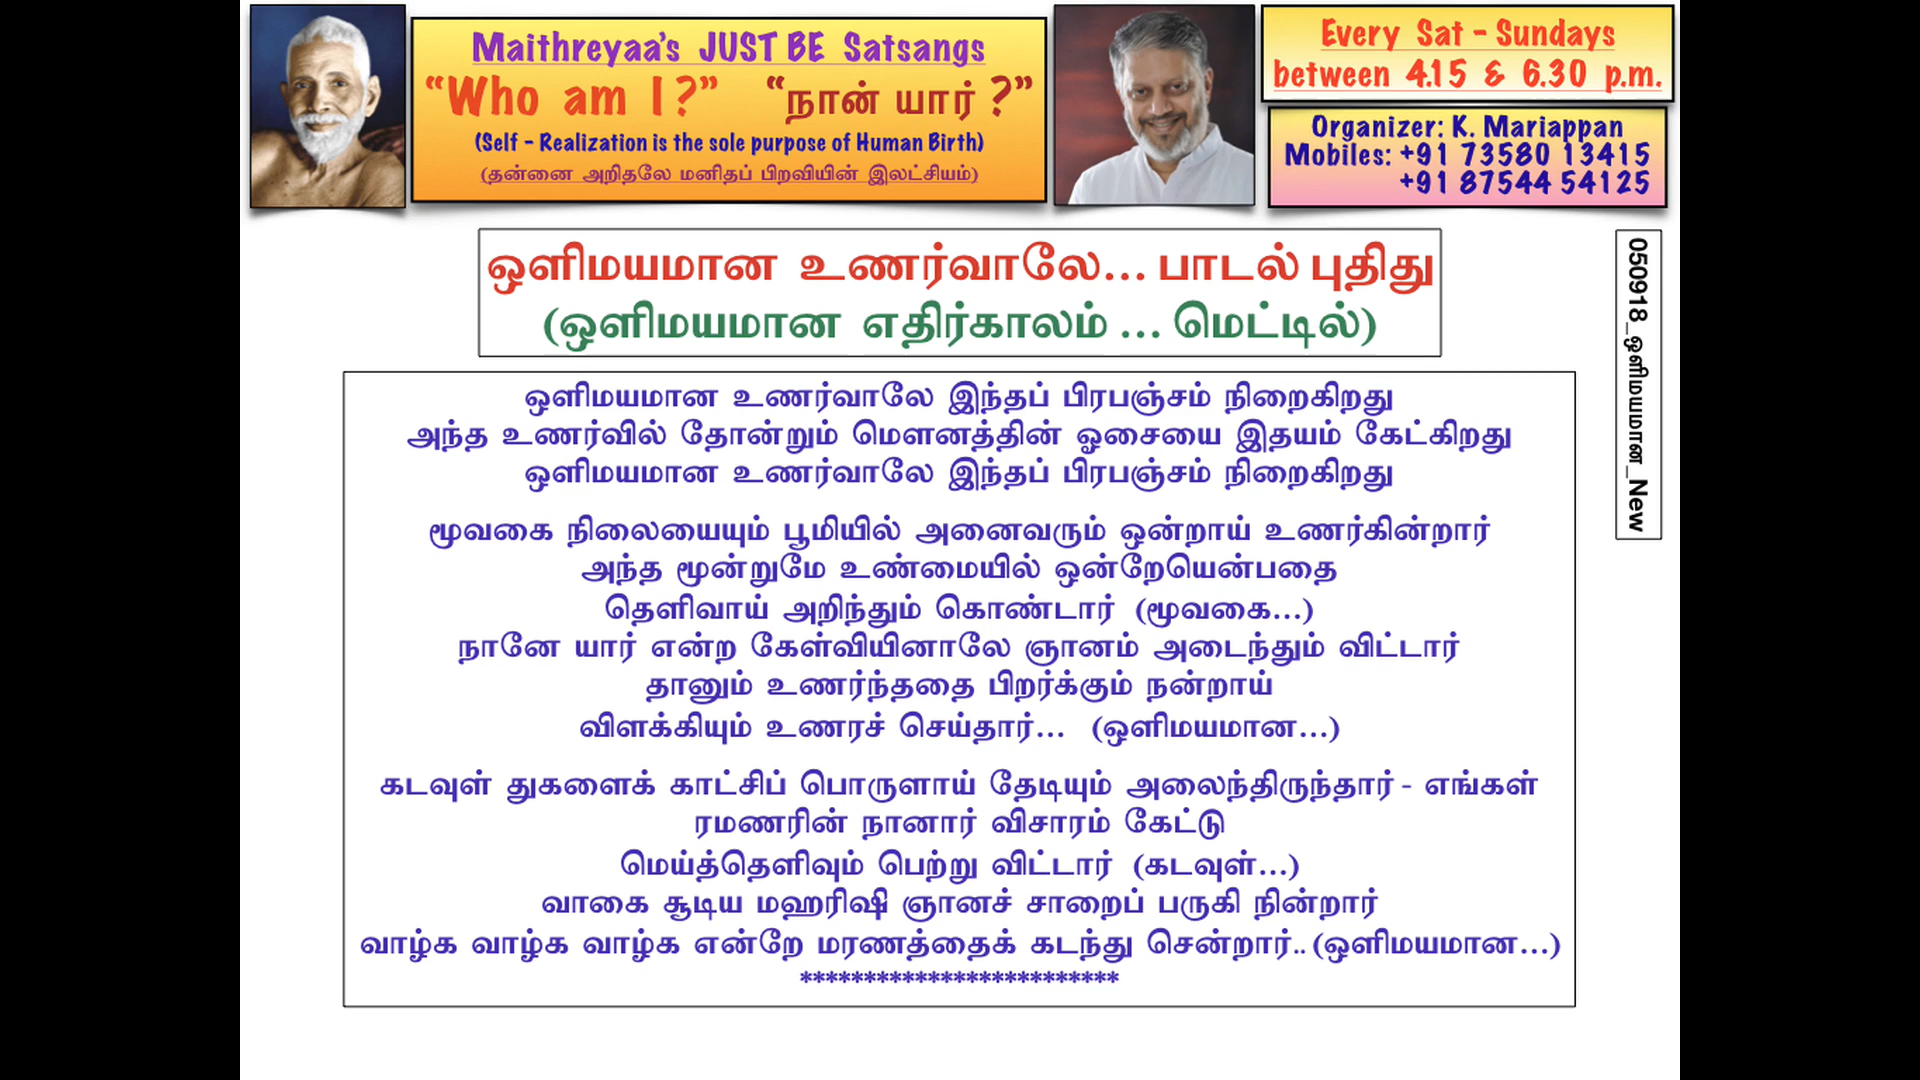 Maithreyaa's JUST BE Satsangs
"Who am I?" "நான் யார் ?"
(Self - Realization is the sole purpose of Human Birth)
(தன்னை அறிதலே மனிதப் பிறவியின் இலட்சியம்)
Every Sat - Sundays
between 4.15 & 6.30 p.m.
Organizer: K. Mariappan
Mobiles: +91 73580 13415
+91 87544 54125
ஒளிமயமான உணர்வாலே... பாடல் புதிது
(ஒளிமயமான எதிர்காலம் ... மெட்டில்)
050918_ஒளிமயமான_New
ஒளிமயமான உணர்வாலே இந்தப் பிரபஞ்சம் நிறைகிறது
அந்த உணர்வில் தோன்றும் மௌனத்தின் ஓசையை இதயம் கேட்கிறது
ஒளிமயமான உணர்வாலே இந்தப் பிரபஞ்சம் நிறைகிறது
மூவகை நிலையையும் பூமியில் அனைவரும் ஒன்றாய் உணர்கின்றார்
அந்த மூன்றுமே உண்மையில் ஒன்றேயென்பதை
தெளிவாய் அறிந்தும் கொண்டார் (மூவகை...)
நானே யார் என்ற கேள்வியினாலே ஞானம் அடைந்தும் விட்டார்
தானும் உணர்ந்ததை பிறர்க்கும் நன்றாய்
விளக்கியும் உணரச் செய்தார்... (ஒளிமயமான...)
கடவுள் துகளைக் காட்சிப் பொருளாய் தேடியும் அலைந்திருந்தார் - எங்கள்
ரமணரின் நானார் விசாரம் கேட்டு
மெய்த்தெளிவும் பெற்று விட்டார் (கடவுள்...)
வாகை சூடிய மஹரிஷி ஞானச் சாறைப் பருகி நின்றார்
வாழ்க வாழ்க வாழ்க என்றே மரணத்தைக் கடந்து சென்றார்.. (ஒளிமயமான...)
*************************